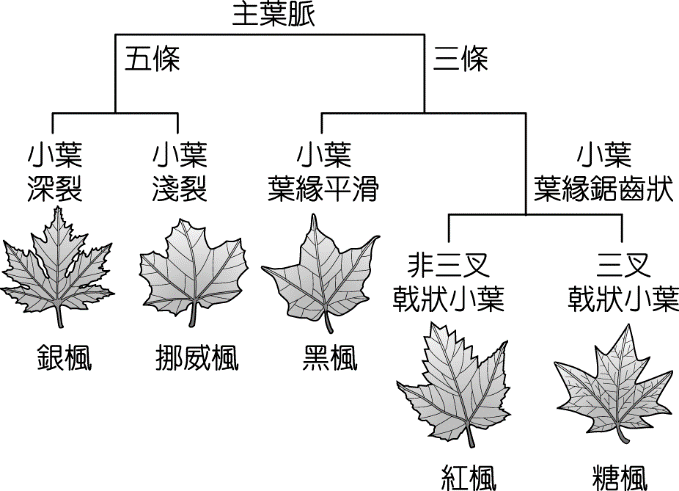 主葉脈
五條
三條
小葉
深裂
小葉
淺裂
小葉
葉緣平滑
小葉
葉緣鋸齒狀
非三叉
戟狀小葉
三叉
戟狀小葉
銀楓
挪威楓
黑楓
紅楓
糖楓